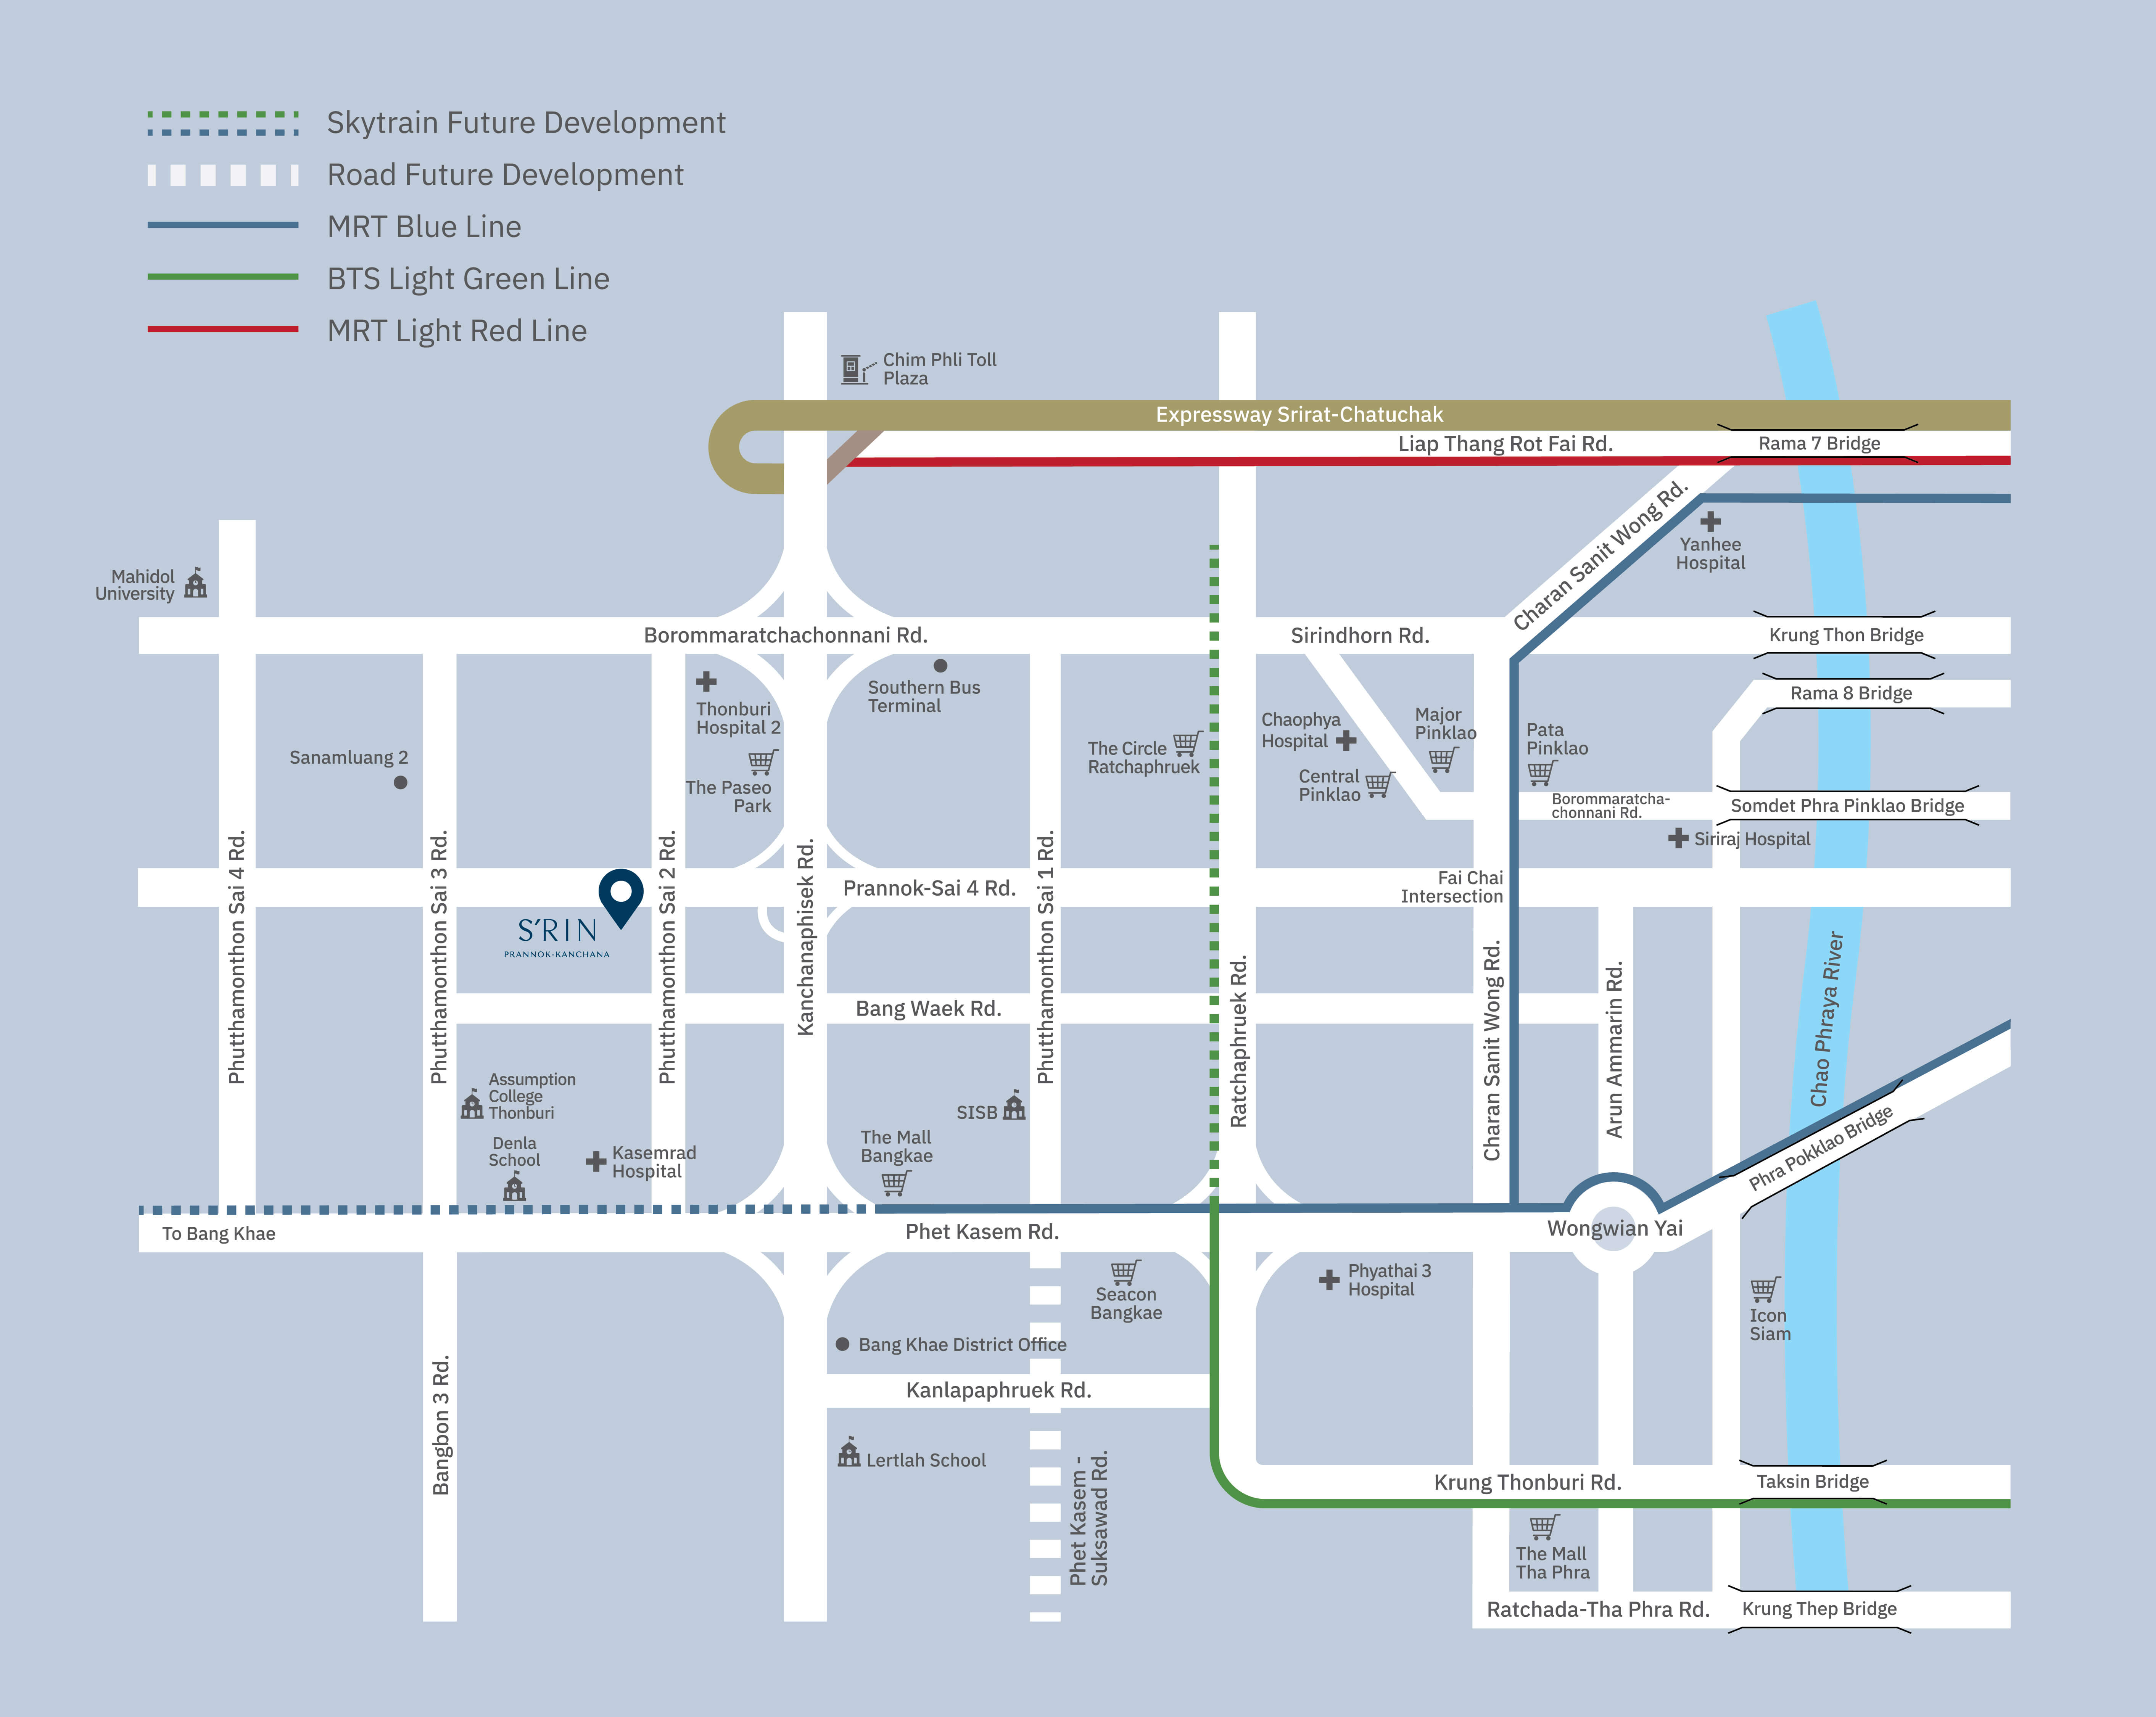 Skytrain Future Development
Road Future Development
MRT Blue Line
BTS Light Green Line
MRT Light Red Line
Chim Phli Toll
Plaza
Expressway Srirat-Chatuchak
Liap Thang Rot Fai Rd.
Rama 7 Bridge
Charan Sanit Wong Rd.
Yanhee
Hospital
Mahidol
University
Borommaratchachonnani Rd.
Sirindhorn Rd.
Krung Thon Bridge
Southern Bus
Terminal
Rama 8 Bridge
Thonburi
Hospital 2
Chaophya
Hospital
Major
Pinklao
Pata
Pinklao
Sanamluang 2
The Circle
Ratchaphruek
The Paseo
Park
Central
Pinklao
Borommaratcha-
chonnani Rd.
Somdet Phra Pinklao Bridge
Siriraj Hospital
Phutthamonthon Sai 4 Rd.
Phutthamonthon Sai 3 Rd.
Phutthamonthon Sai 2 Rd.
Kanchanaphisek Rd.
Phutthamonthon Sai 1 Rd.
Prannok-Sai 4 Rd.
Fai Chai
Intersection
S'RIN
PRANNOK-KANCHANA
Ratchaphruek Rd.
Charan Sanit Wong Rd.
Arun Ammarin Rd.
Chao Phraya River
Bang Waek Rd.
Assumption
College
Thonburi
SISB
Denla
School
Kasemrad
Hospital
The Mall
Bangkae
Phra Pokklao Bridge
To Bang Khae
Phet Kasem Rd.
Wongwian Yai
Seacon
Bangkae
Phyathai 3
Hospital
Icon
Siam
Bang Khae District Office
Kanlapaphruek Rd.
Bangbon 3 Rd.
Lertlah School
Phet Kasem -
Suksawad Rd.
Krung Thonburi Rd.
Taksin Bridge
The Mall
Tha Phra
Ratchada-Tha Phra Rd.
Krung Thep Bridge